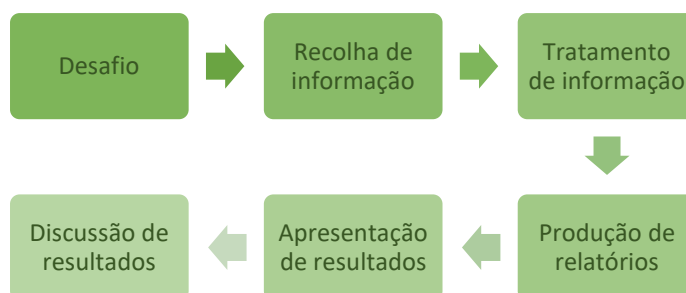 Desafio
Recolha de
informação
Tratamento
de informação
Produção de
relatórios
Apresentação
de resultados
Discussão de
resultados